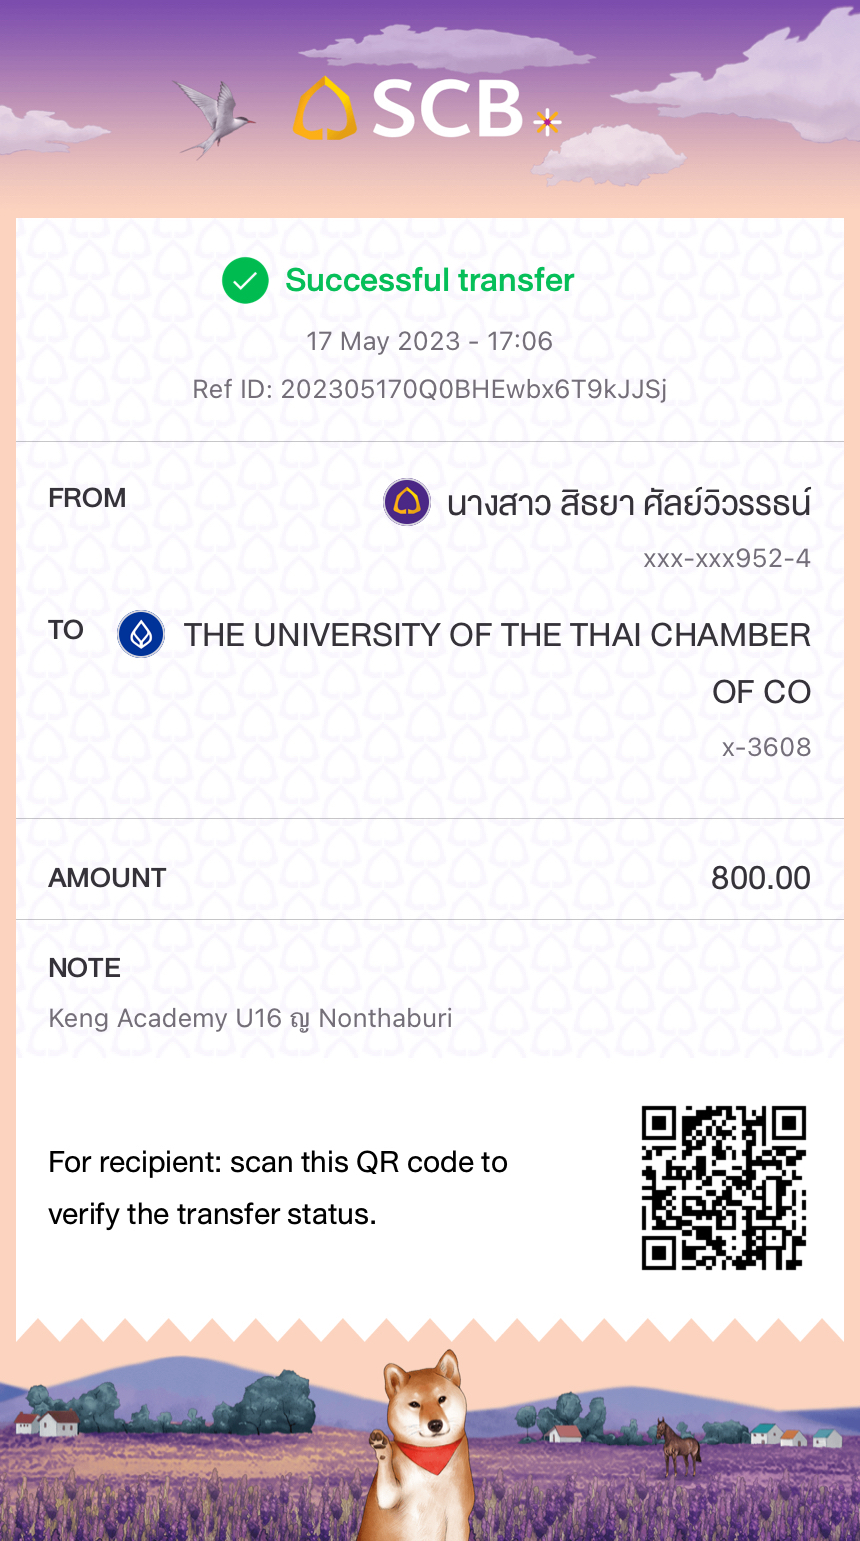 SCB
Successful transfer
17 May 2023 - 17:06
Ref ID: 202305170Q0BHEwbx6T9kJJSj
FROM
นางสาว สิธยา ศัลย์วิวรรธน์
xxx-xxx952-4
TO
THE UNIVERSITY OF THE THAI CHAMBER
OF CO
x-3608
AMOUNT
800.00
NOTE
Keng Academy U16 ญ Nonthaburi
For recipient: scan this QR code to
verify the transfer status.